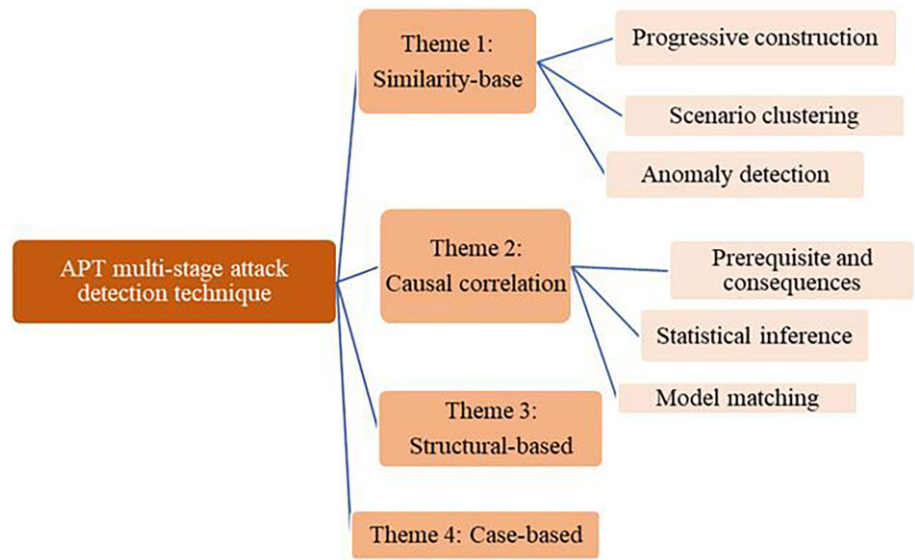 APT multi-stage attack
detection technique
Theme 1:
Similarity-base
Progressive construction
Scenario clustering
Anomaly detection
Theme 2:
Causal correlation
Prerequisite and
consequences
Statistical inference
Model matching
Theme 3:
Structural-based
Theme 4: Case-based